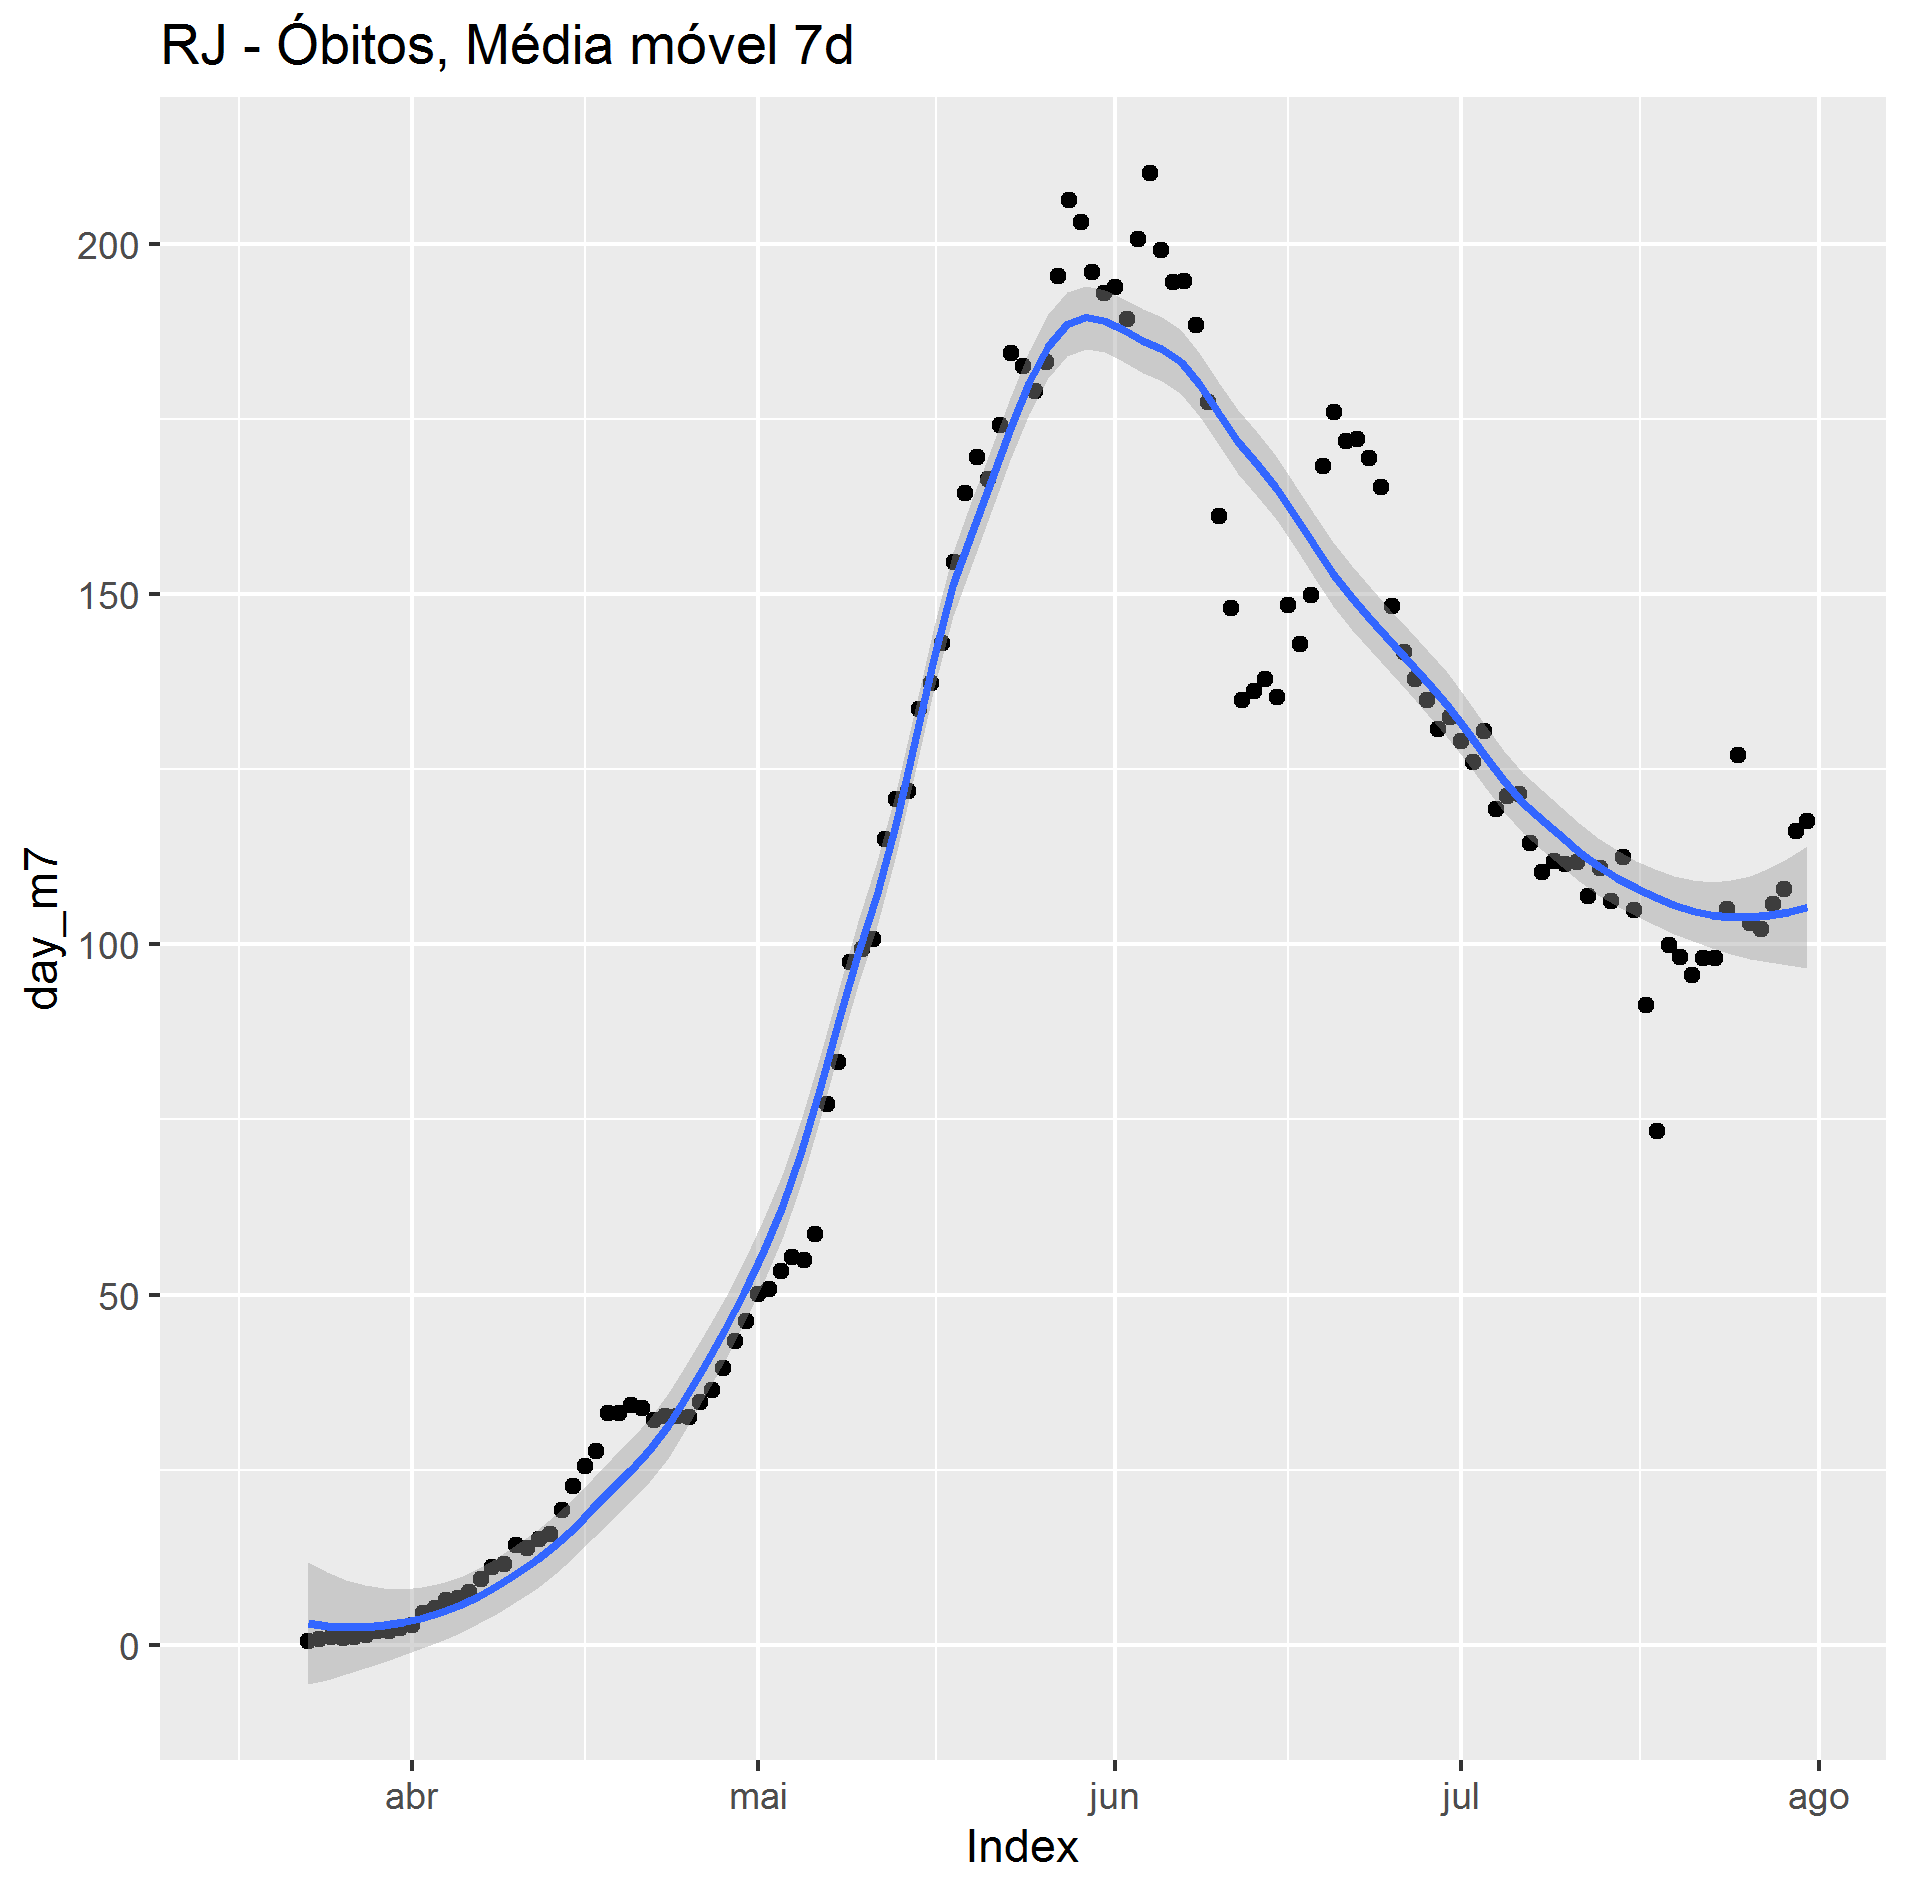 RJ - Óbitos, Média móvel 7d
day_m7
200
150
100
50
0
abr mai jun jul ago
Index